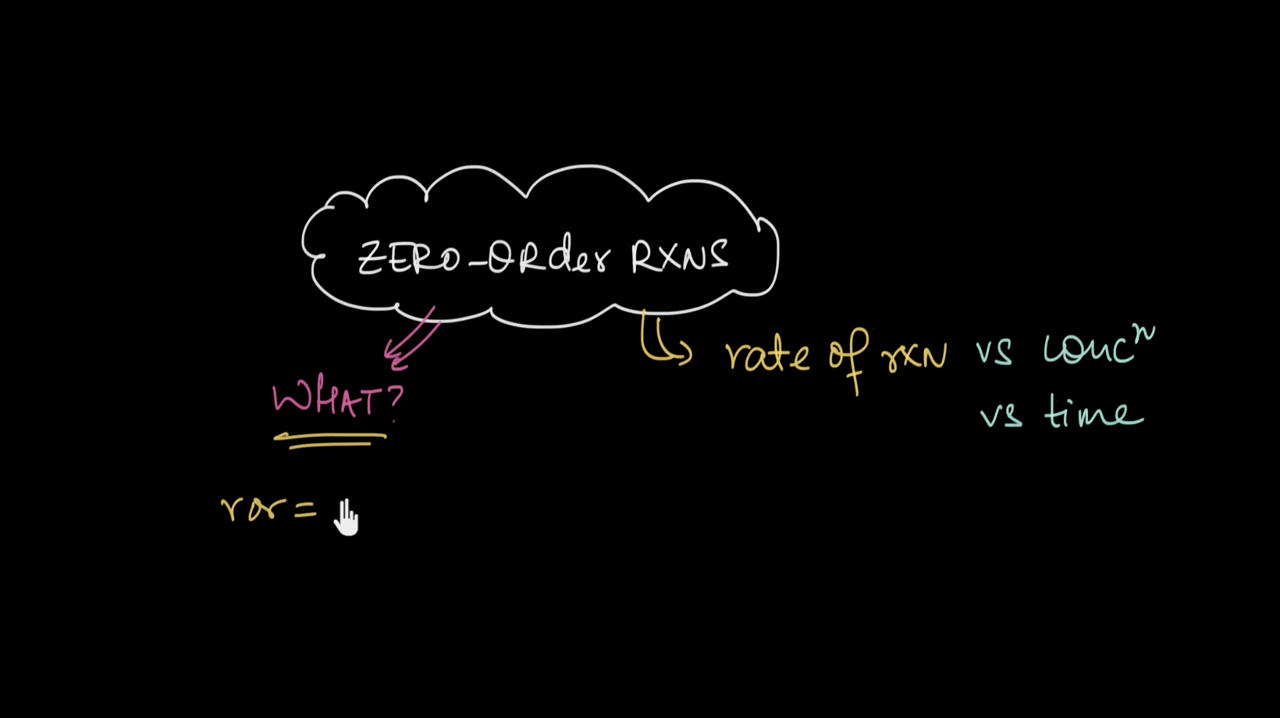 ZERO-ORder RXNS
rate of rxn vs concⁿ
vs time
WHAT?
ror =